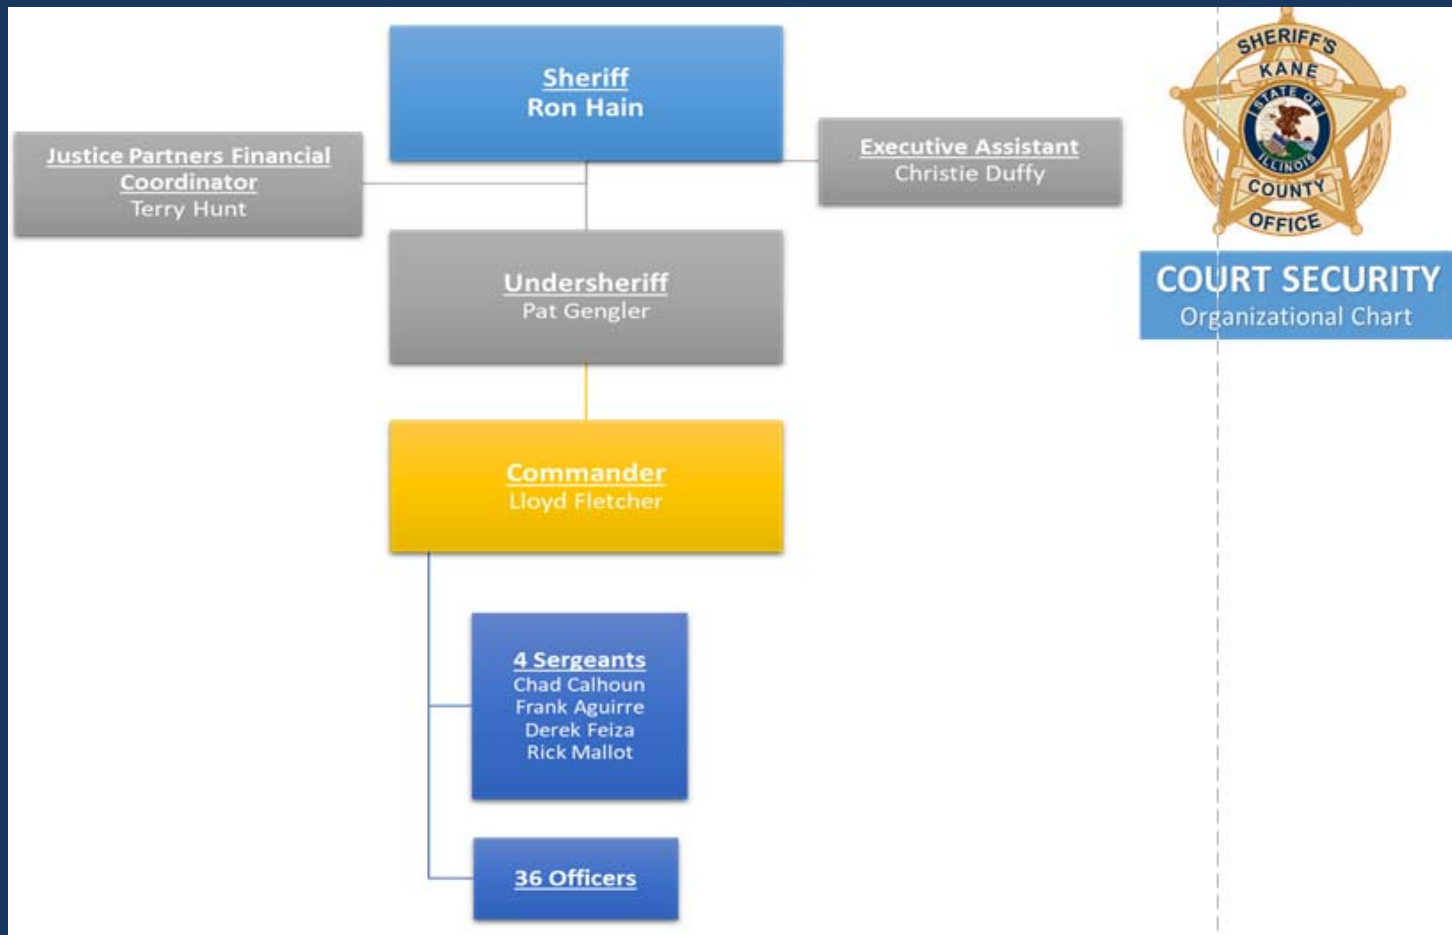 Sheriff
Ron Hain
Justice Partners Financial
Coordinator
Terry Hunt
Executive Assistant
Christie Duffy
Undersheriff
Pat Gengler
Commander
Lloyd Fletcher
4 Sergeants
Chad Calhoun
Frank Aguirre
Derek Feiza
Rick Mallot
36 Officers
SHERIFF'S
KANE
STATE OF
ILLINOIS
COUNTY
OFFICE
COURT SECURITY
Organizational Chart